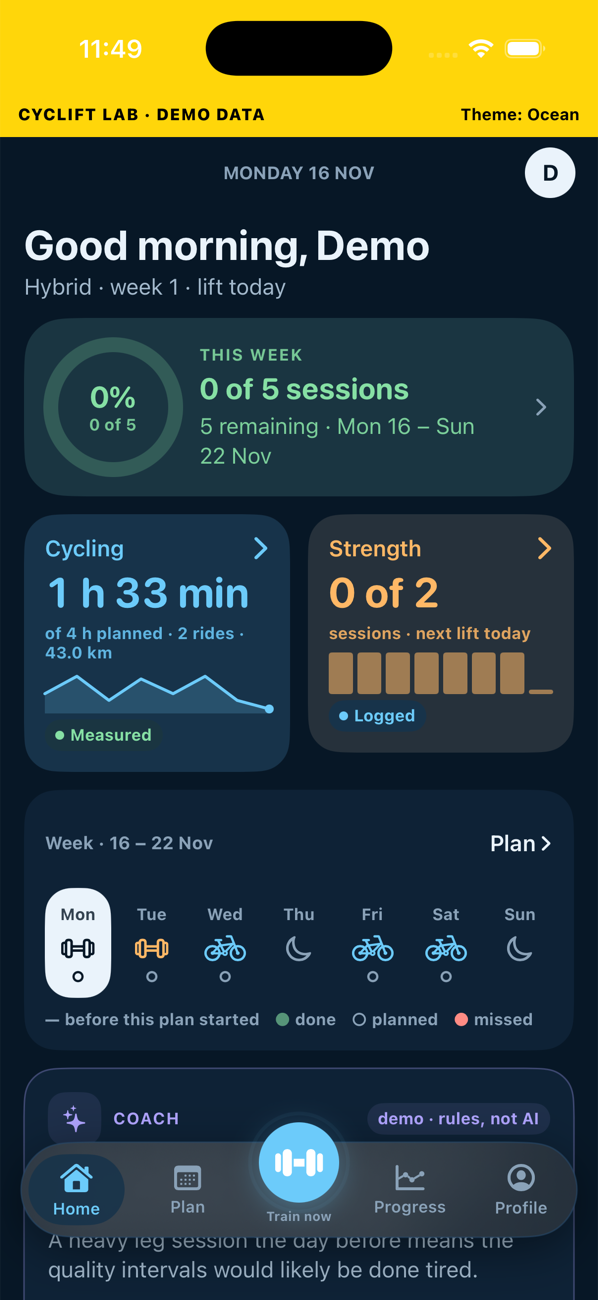 11:49
CYCLIFT LAB · DEMO DATA
Theme: Ocean
MONDAY 16 NOV
D
Good morning, Demo
Hybrid · week 1 · lift today
THIS WEEK
0%
0 of 5
0 of 5 sessions
5 remaining · Mon 16 – Sun
22 Nov
Cycling
1 h 33 min
of 4 h planned · 2 rides ·
43.0 km
Measured
Strength
0 of 2
sessions · next lift today
Logged
Week · 16 – 22 Nov
Plan
Mon Tue Wed Thu Fri Sat Sun
— before this plan started done planned missed
COACH
demo · rules, not AI
Home
Plan
Train now
Progress
Profile
A heavy leg session the day before means the
quality intervals would likely be done tired.